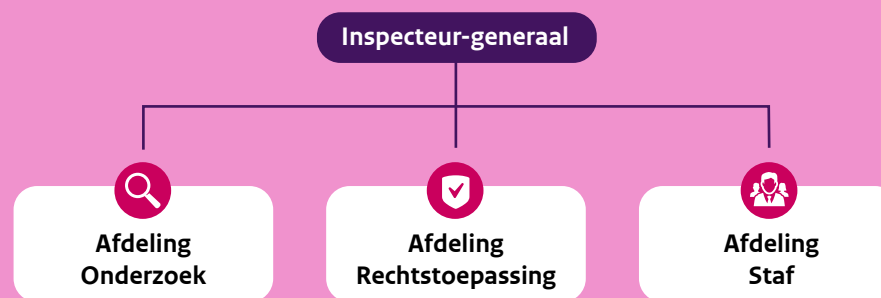 Inspecteur-generaal
Afdeling
Onderzoek
Afdeling
Rechtstoepassing
Afdeling
Staf